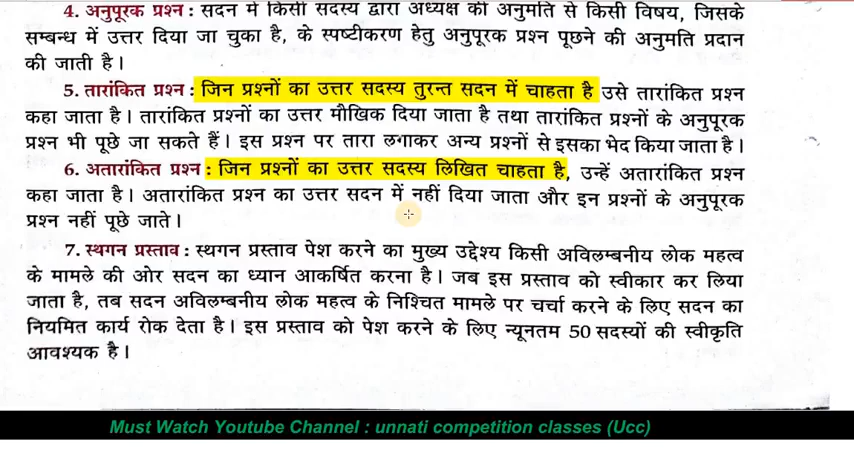 4. अनुपूरक प्रश्न : सदन में किसी सदस्य द्वारा अध्यक्ष की अनुमति से किसी विषय, जिसके
सम्बन्ध में उत्तर दिया जा चुका है, के स्पष्टीकरण हेतु अनुपूरक प्रश्न पूछने की अनुमति प्रदान
की जाती है।
5. तारांकित प्रश्न : जिन प्रश्नों का उत्तर सदस्य तुरन्त सदन में चाहता है उसे तारांकित प्रश्न
कहा जाता है। तारांकित प्रश्नों का उत्तर मौखिक दिया जाता है तथा तारांकित प्रश्नों के अनुपूरक
प्रश्न भी पूछे जा सकते हैं। इस प्रश्न पर तारा लगाकर अन्य प्रश्नों से इसका भेद किया जाता है।
6. अतारांकित प्रश्न : जिन प्रश्नों का उत्तर सदस्य लिखित चाहता है, उन्हें अतारांकित प्रश्न
कहा जाता है। अतारांकित प्रश्न का उत्तर सदन में नहीं दिया जाता और इन प्रश्नों के अनुपूरक
प्रश्न नहीं पूछे जाते।
7. स्थगन प्रस्ताव : स्थगन प्रस्ताव पेश करने का मुख्य उद्देश्य किसी अविलम्बनीय लोक महत्व
के मामले की ओर सदन का ध्यान आकर्षित करना है। जब इस प्रस्ताव को स्वीकार कर लिया
जाता है, तब सदन अविलम्बनीय लोक महत्व के निश्चित मामले पर चर्चा करने के लिए सदन का
नियमित कार्य रोक देता है। इस प्रस्ताव को पेश करने के लिए न्यूनतम 50 सदस्यों की स्वीकृति
आवश्यक है।
Must Watch Youtube Channel : unnati competition classes (Ucc)